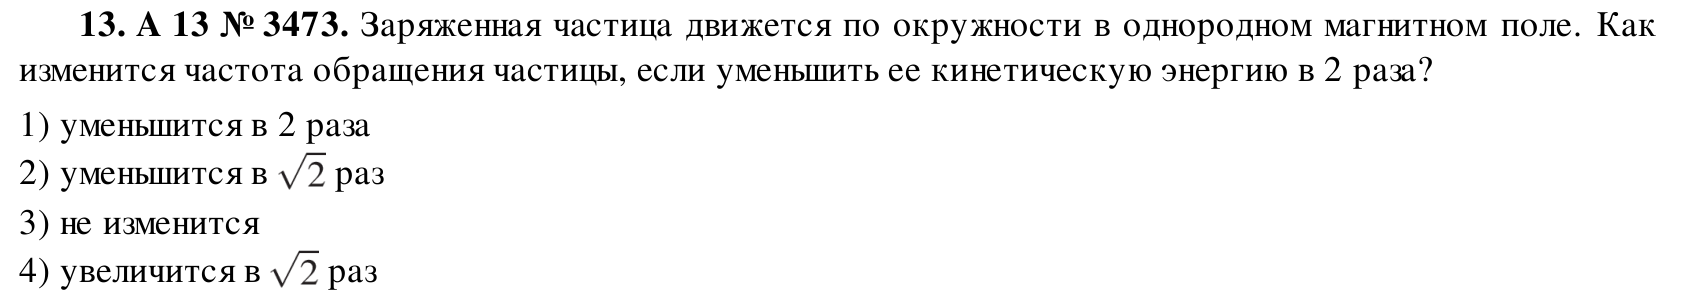 13. А 13 № 3473. Заряженная частица движется по окружности в однородном магнитном поле. Как
изменится частота обращения частицы, если уменьшить ее кинетическую энергию в 2 раза?
1) уменьшится в 2 раза
2) уменьшится в √2 раз
3) не изменится
4) увеличится в √2 раз